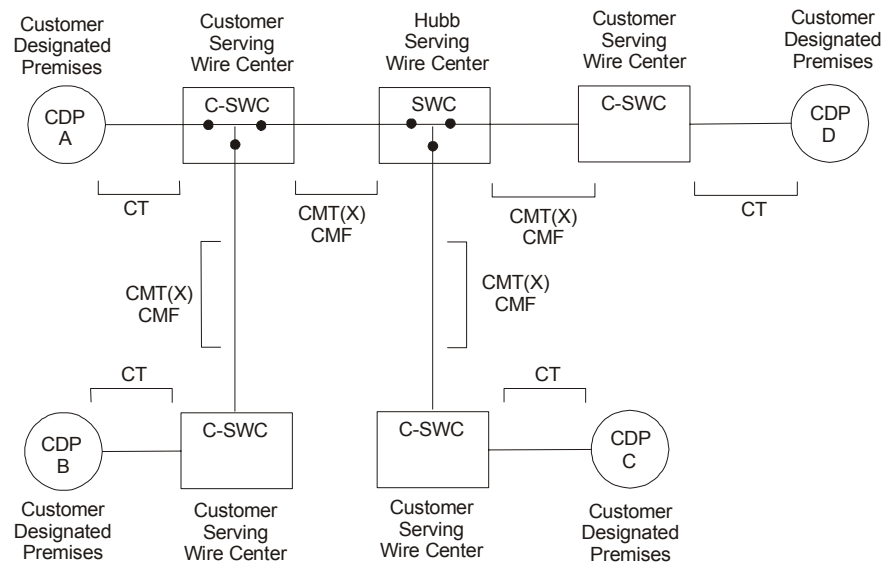 Customer
Designated
Premises
Customer
Serving
Wire Center
Hubb
Serving
Wire Center
Customer
Serving
Wire Center
Customer
Designated
Premises
CDP
A
C-SWC
SWC
C-SWC
CDP
D
CT
CMT(X)
CMF
CMT(X)
CMF
CT
CMT(X)
CMF
CMT(X)
CMF
CT
CT
CDP
B
C-SWC
C-SWC
CDP
C
Customer
Designated
Premises
Customer
Serving
Wire Center
Customer
Serving
Wire Center
Customer
Designated
Premises